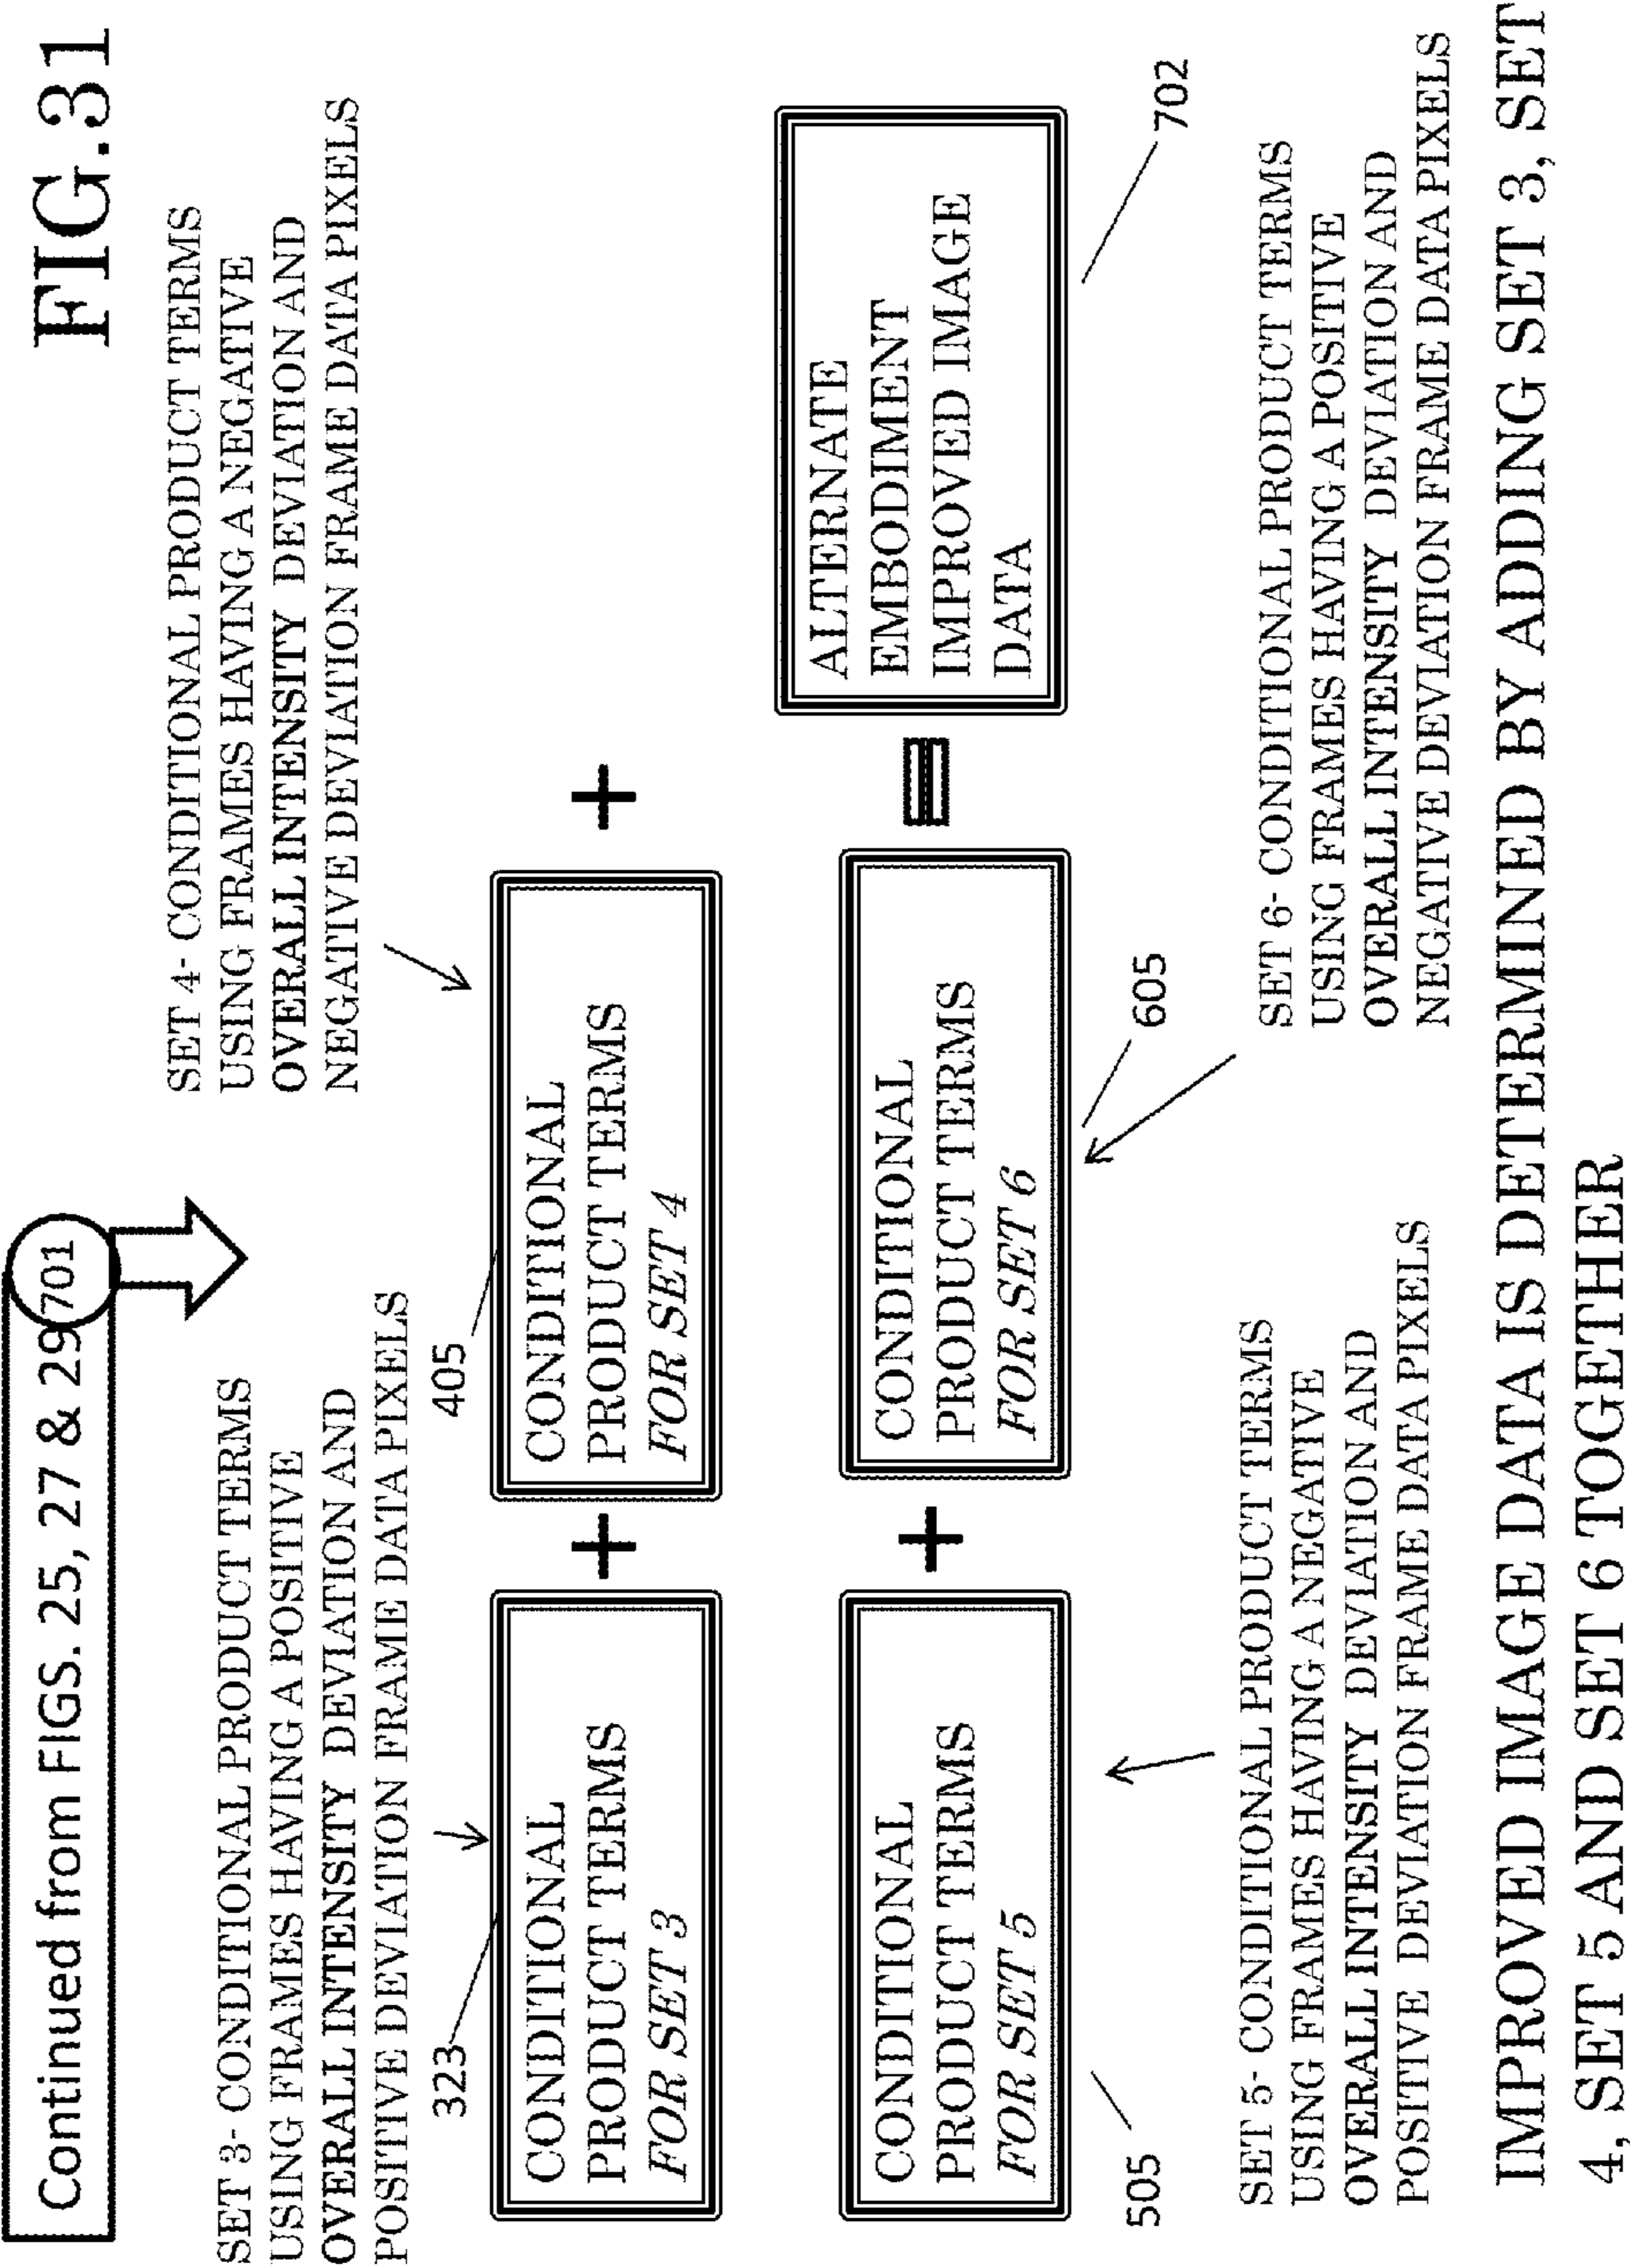 FIG.31
Continued from FIGS. 25, 27 & 29
701
SET 3- CONDITIONAL PRODUCT TERMS
USING FRAMES HAVING A POSITIVE
OVERALL INTENSITY DEVIATION AND
POSITIVE DEVIATION FRAME DATA PIXELS
SET 4- CONDITIONAL PRODUCT TERMS
USING FRAMES HAVING A NEGATIVE
OVERALL INTENSITY DEVIATION AND
NEGATIVE DEVIATION FRAME DATA PIXELS
323
405
CONDITIONAL
PRODUCT TERMS
FOR SET 3
+
CONDITIONAL
PRODUCT TERMS
FOR SET 4
+
CONDITIONAL
PRODUCT TERMS
FOR SET 5
+
CONDITIONAL
PRODUCT TERMS
FOR SET 6
=
ALTERNATE
EMBODIMENT
IMPROVED IMAGE
DATA
505
605
702
SET 5- CONDITIONAL PRODUCT TERMS
USING FRAMES HAVING A NEGATIVE
OVERALL INTENSITY DEVIATION AND
POSITIVE DEVIATION FRAME DATA PIXELS
SET 6- CONDITIONAL PRODUCT TERMS
USING FRAMES HAVING A POSITIVE
OVERALL INTENSITY DEVIATION AND
NEGATIVE DEVIATION FRAME DATA PIXELS
IMPROVED IMAGE DATA IS DETERMINED BY ADDING SET 3, SET
4, SET 5 AND SET 6 TOGETHER